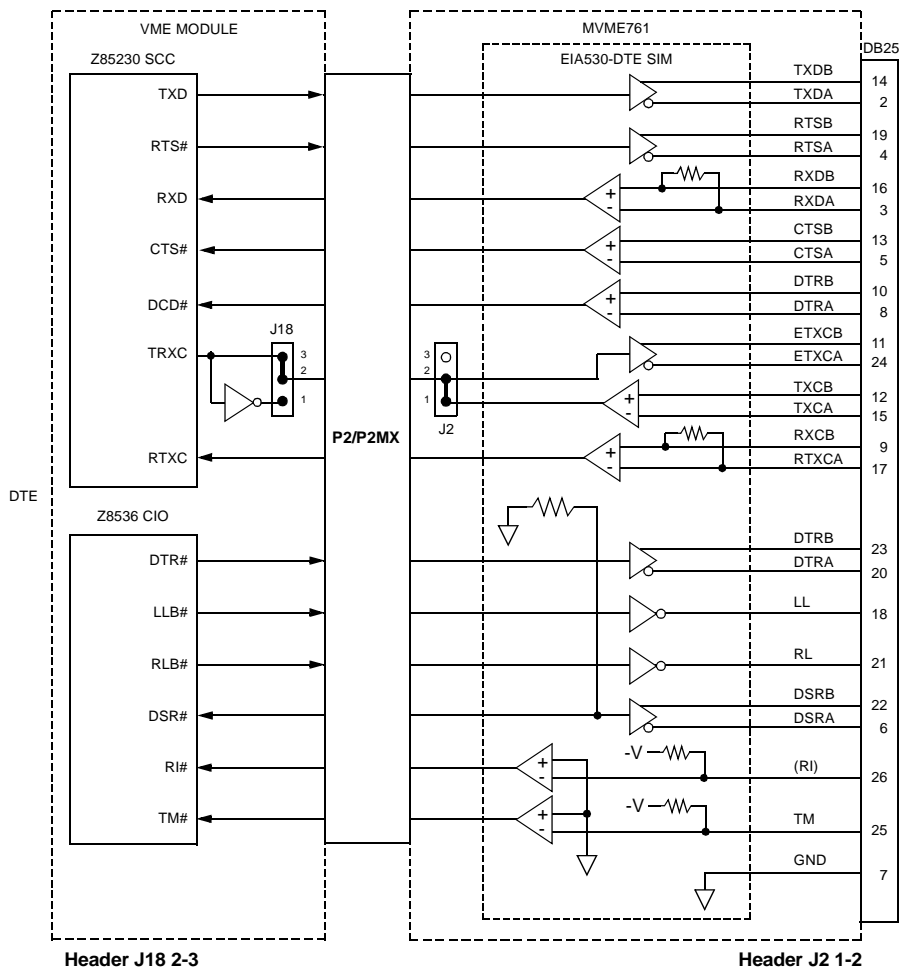 VME MODULE
MVME761
Z85230 SCC
EIA530-DTE SIM
DB25
TXD
TXDB
14
TXDA
2
RTS#
RTSB
19
RTSA
4
RXD
+
-
RXDB
16
RXDA
3
CTS#
+
-
CTSB
13
CTSA
5
DCD#
+
-
DTRB
10
DTRA
8
TRXC
J18
3
2
1
3
2
1
J2
ETXCB
11
ETXCA
24
+
-
TXCB
12
TXCA
15
P2/P2MX
RTXC
+
-
RXCB
9
RTXCA
17
DTE
Z8536 CIO
DTR#
DTRB
23
DTRA
20
LLB#
LL
18
RLB#
RL
21
DSR#
DSRB
22
DSRA
6
RI#
+
-
-V
(RI)
26
TM#
+
-
-V
TM
25
GND
7
Header J18 2-3
Header J2 1-2